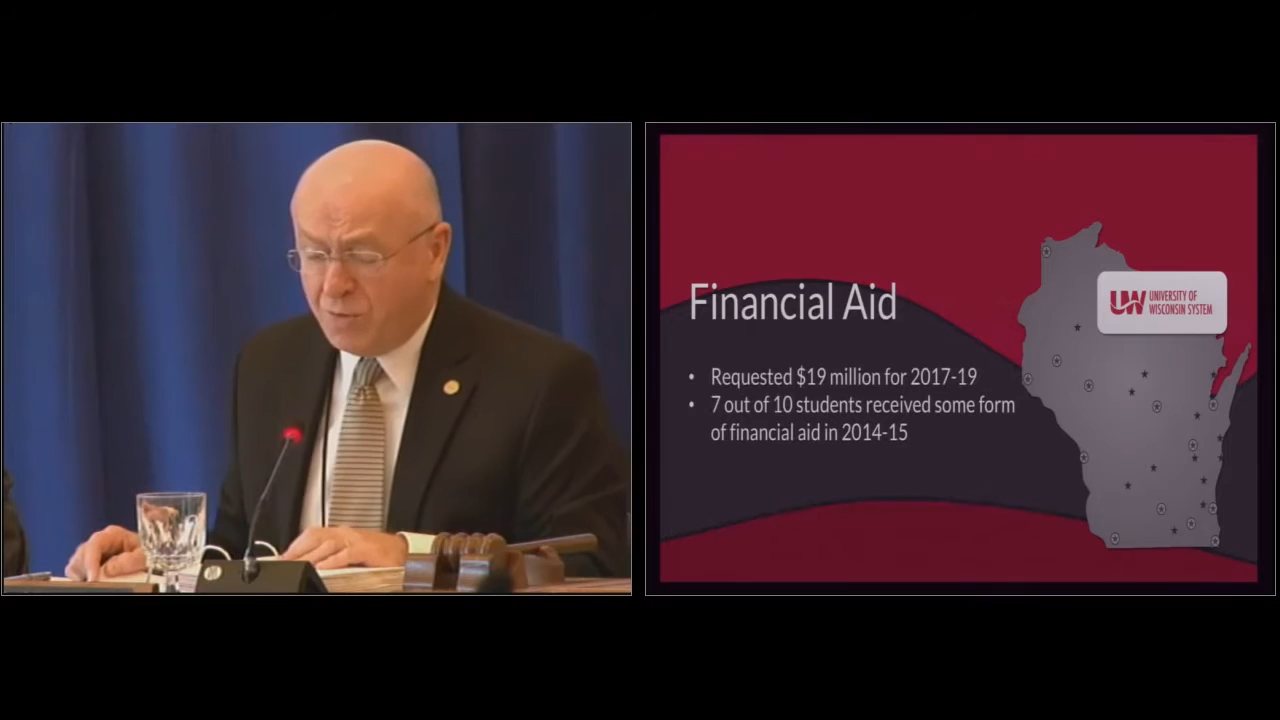 Financial Aid
UNIVERSITY OF
WISCONSIN SYSTEM
UW
• Requested $19 million for 2017-19
• 7 out of 10 students received some form
of financial aid in 2014-15